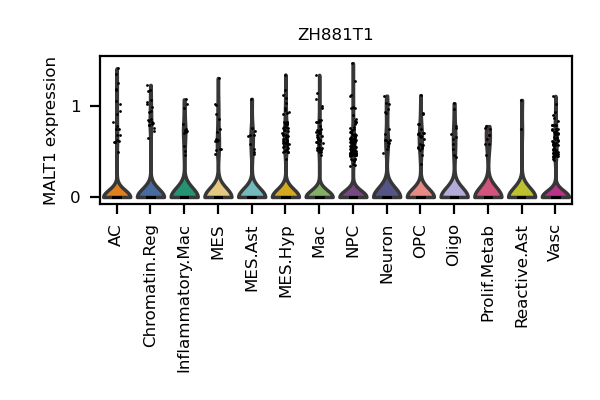 ZH881T1
MALT1 expression
1
0
AC
Chromatin.Reg
Inflammatory.Mac
MES
MES.Ast
MES.Hyp
Mac
NPC
Neuron
OPC
Oligo
Prolif.Metab
Reactive.Ast
Vasc